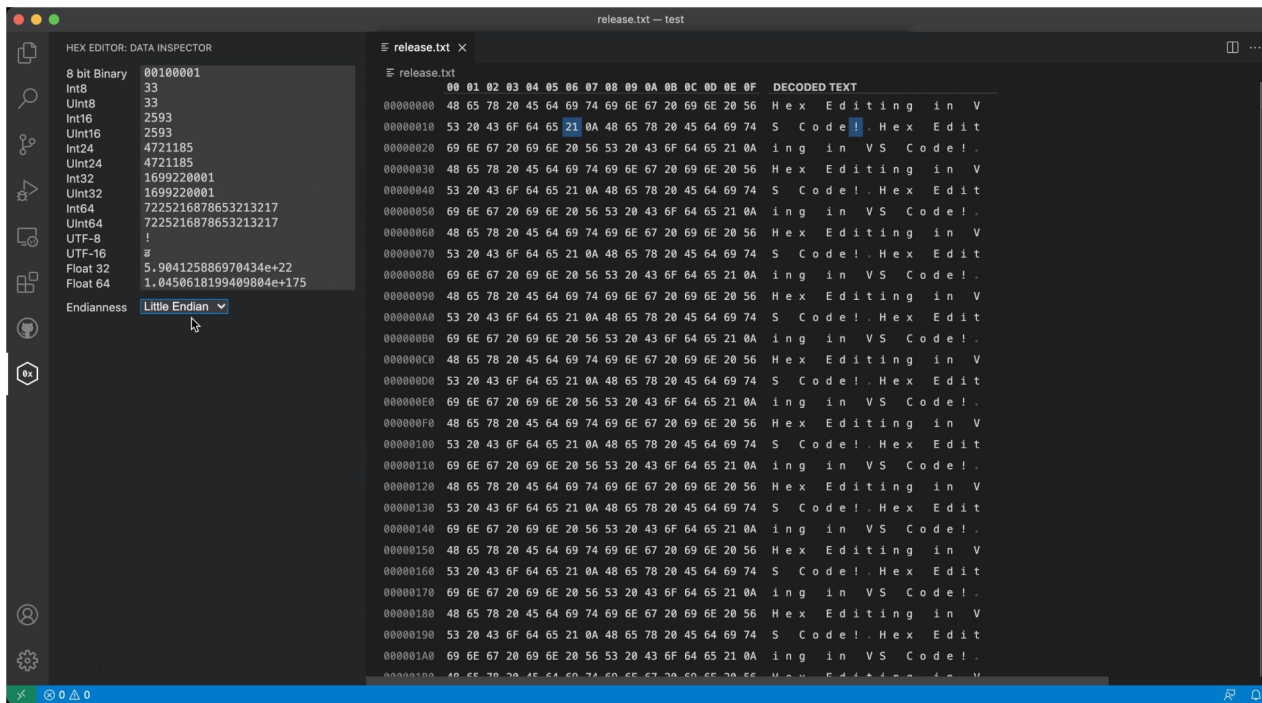 release.txt — test
HEX EDITOR: DATA INSPECTOR
8 bit Binary 00100001
Int8 33
UInt8 33
Int16 2593
UInt16 2593
Int24 4721185
UInt24 4721185
Int32 1699220001
UInt32 1699220001
Int64 7225216878653213217
UInt64 7225216878653213217
UTF-8 !
UTF-16 ਡ
Float 32 5.904125886970434e+22
Float 64 1.0450618199409804e+175
Endianness Little Endian
release.txt ×
release.txt
00 01 02 03 04 05 06 07 08 09 0A 0B 0C 0D 0E 0F DECODED TEXT
00000000 48 65 78 20 45 64 69 74 69 6E 67 20 69 6E 20 56 H e x E d i t i n g i n V
00000010 53 20 43 6F 64 65 21 0A 48 65 78 20 45 64 69 74 S C o d e ! . H e x E d i t
00000020 69 6E 67 20 69 6E 20 56 53 20 43 6F 64 65 21 0A i n g i n V S C o d e ! .
00000030 48 65 78 20 45 64 69 74 69 6E 67 20 69 6E 20 56 H e x E d i t i n g i n V
00000040 53 20 43 6F 64 65 21 0A 48 65 78 20 45 64 69 74 S C o d e ! . H e x E d i t
00000050 69 6E 67 20 69 6E 20 56 53 20 43 6F 64 65 21 0A i n g i n V S C o d e ! .
00000060 48 65 78 20 45 64 69 74 69 6E 67 20 69 6E 20 56 H e x E d i t i n g i n V
00000070 53 20 43 6F 64 65 21 0A 48 65 78 20 45 64 69 74 S C o d e ! . H e x E d i t
00000080 69 6E 67 20 69 6E 20 56 53 20 43 6F 64 65 21 0A i n g i n V S C o d e ! .
00000090 48 65 78 20 45 64 69 74 69 6E 67 20 69 6E 20 56 H e x E d i t i n g i n V
000000A0 53 20 43 6F 64 65 21 0A 48 65 78 20 45 64 69 74 S C o d e ! . H e x E d i t
000000B0 69 6E 67 20 69 6E 20 56 53 20 43 6F 64 65 21 0A i n g i n V S C o d e ! .
000000C0 48 65 78 20 45 64 69 74 69 6E 67 20 69 6E 20 56 H e x E d i t i n g i n V
000000D0 53 20 43 6F 64 65 21 0A 48 65 78 20 45 64 69 74 S C o d e ! . H e x E d i t
000000E0 69 6E 67 20 69 6E 20 56 53 20 43 6F 64 65 21 0A i n g i n V S C o d e ! .
000000F0 48 65 78 20 45 64 69 74 69 6E 67 20 69 6E 20 56 H e x E d i t i n g i n V
00000100 53 20 43 6F 64 65 21 0A 48 65 78 20 45 64 69 74 S C o d e ! . H e x E d i t
00000110 69 6E 67 20 69 6E 20 56 53 20 43 6F 64 65 21 0A i n g i n V S C o d e ! .
00000120 48 65 78 20 45 64 69 74 69 6E 67 20 69 6E 20 56 H e x E d i t i n g i n V
00000130 53 20 43 6F 64 65 21 0A 48 65 78 20 45 64 69 74 S C o d e ! . H e x E d i t
00000140 69 6E 67 20 69 6E 20 56 53 20 43 6F 64 65 21 0A i n g i n V S C o d e ! .
00000150 48 65 78 20 45 64 69 74 69 6E 67 20 69 6E 20 56 H e x E d i t i n g i n V
00000160 53 20 43 6F 64 65 21 0A 48 65 78 20 45 64 69 74 S C o d e ! . H e x E d i t
00000170 69 6E 67 20 69 6E 20 56 53 20 43 6F 64 65 21 0A i n g i n V S C o d e ! .
00000180 48 65 78 20 45 64 69 74 69 6E 67 20 69 6E 20 56 H e x E d i t i n g i n V
00000190 53 20 43 6F 64 65 21 0A 48 65 78 20 45 64 69 74 S C o d e ! . H e x E d i t
000001A0 69 6E 67 20 69 6E 20 56 53 20 43 6F 64 65 21 0A i n g i n V S C o d e ! .
0x
0 0